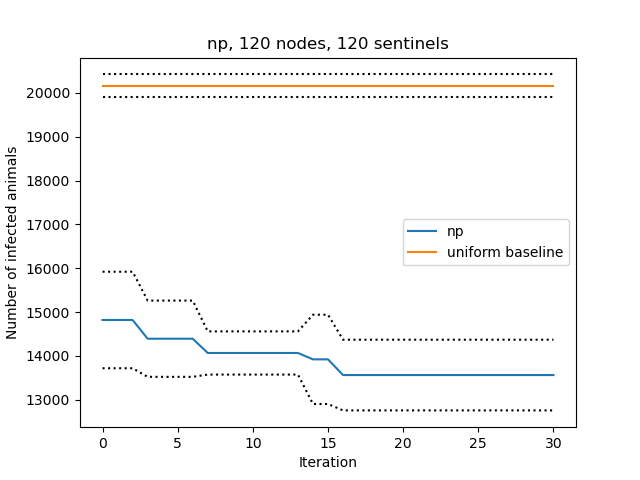 np, 120 nodes, 120 sentinels
Number of infected animals
20000
19000
18000
17000
16000
15000
14000
13000
np
uniform baseline
0 5 10 15 20 25 30
Iteration